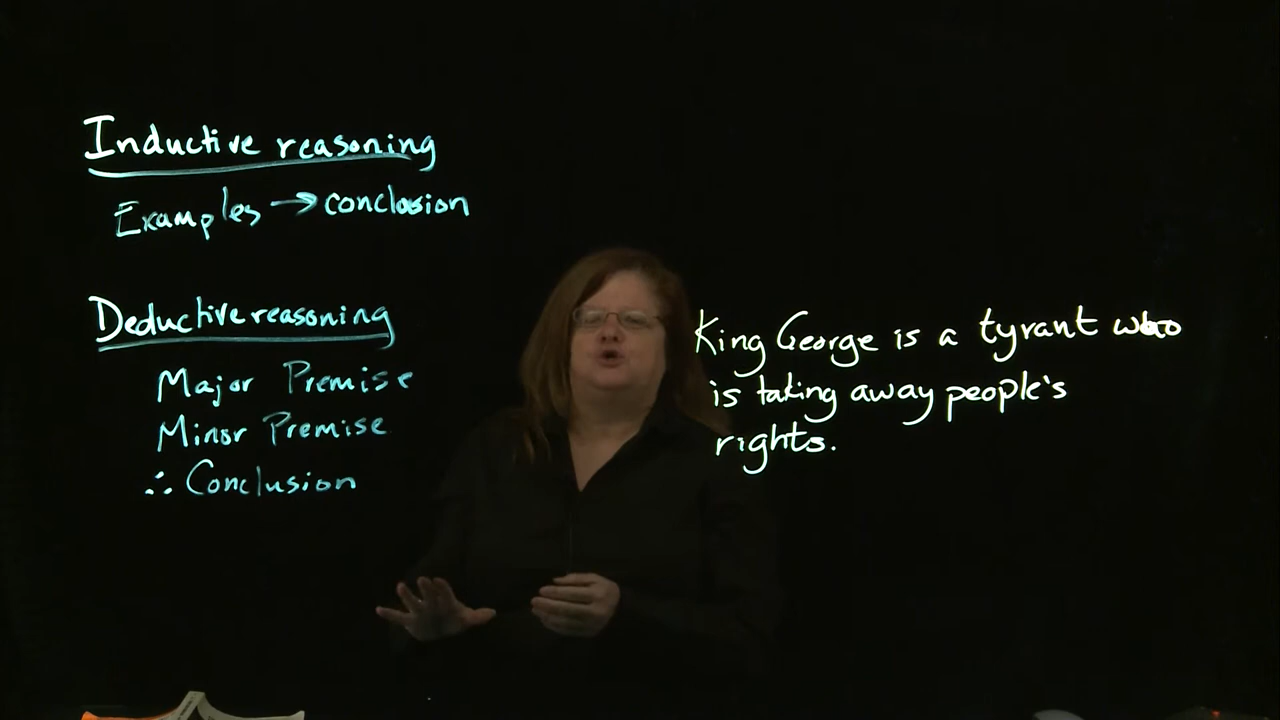 Inductive reasoning
Examples → conclusion
Deductive reasoning
Major Premise
Minor Premise
∴ Conclusion
King George is a tyrant who
is taking away people's
rights.